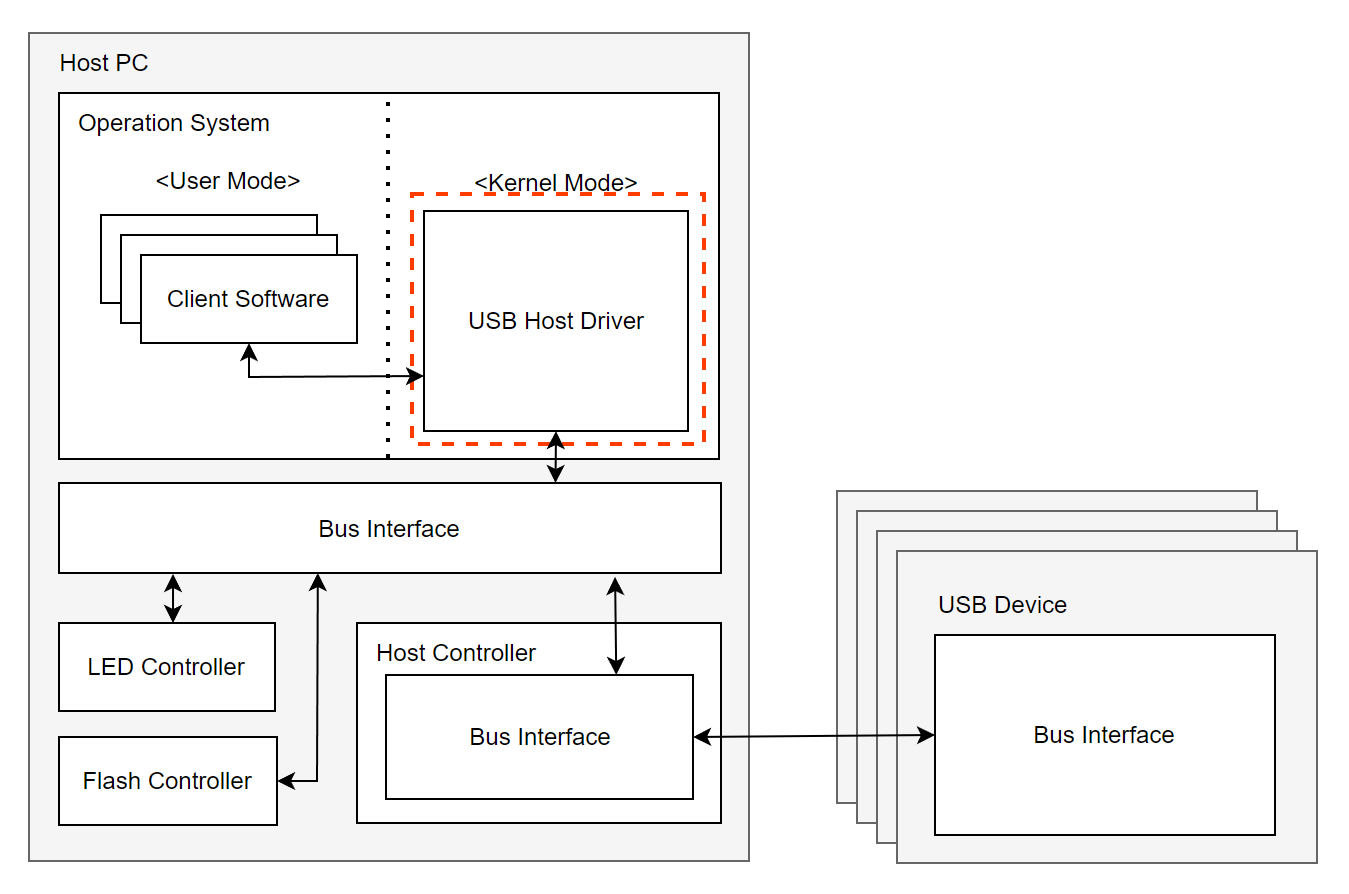 Host PC
Operation System
<User Mode>
<Kernel Mode>
Client Software
USB Host Driver
Bus Interface
USB Device
LED Controller
Host Controller
Bus Interface
Bus Interface
Flash Controller